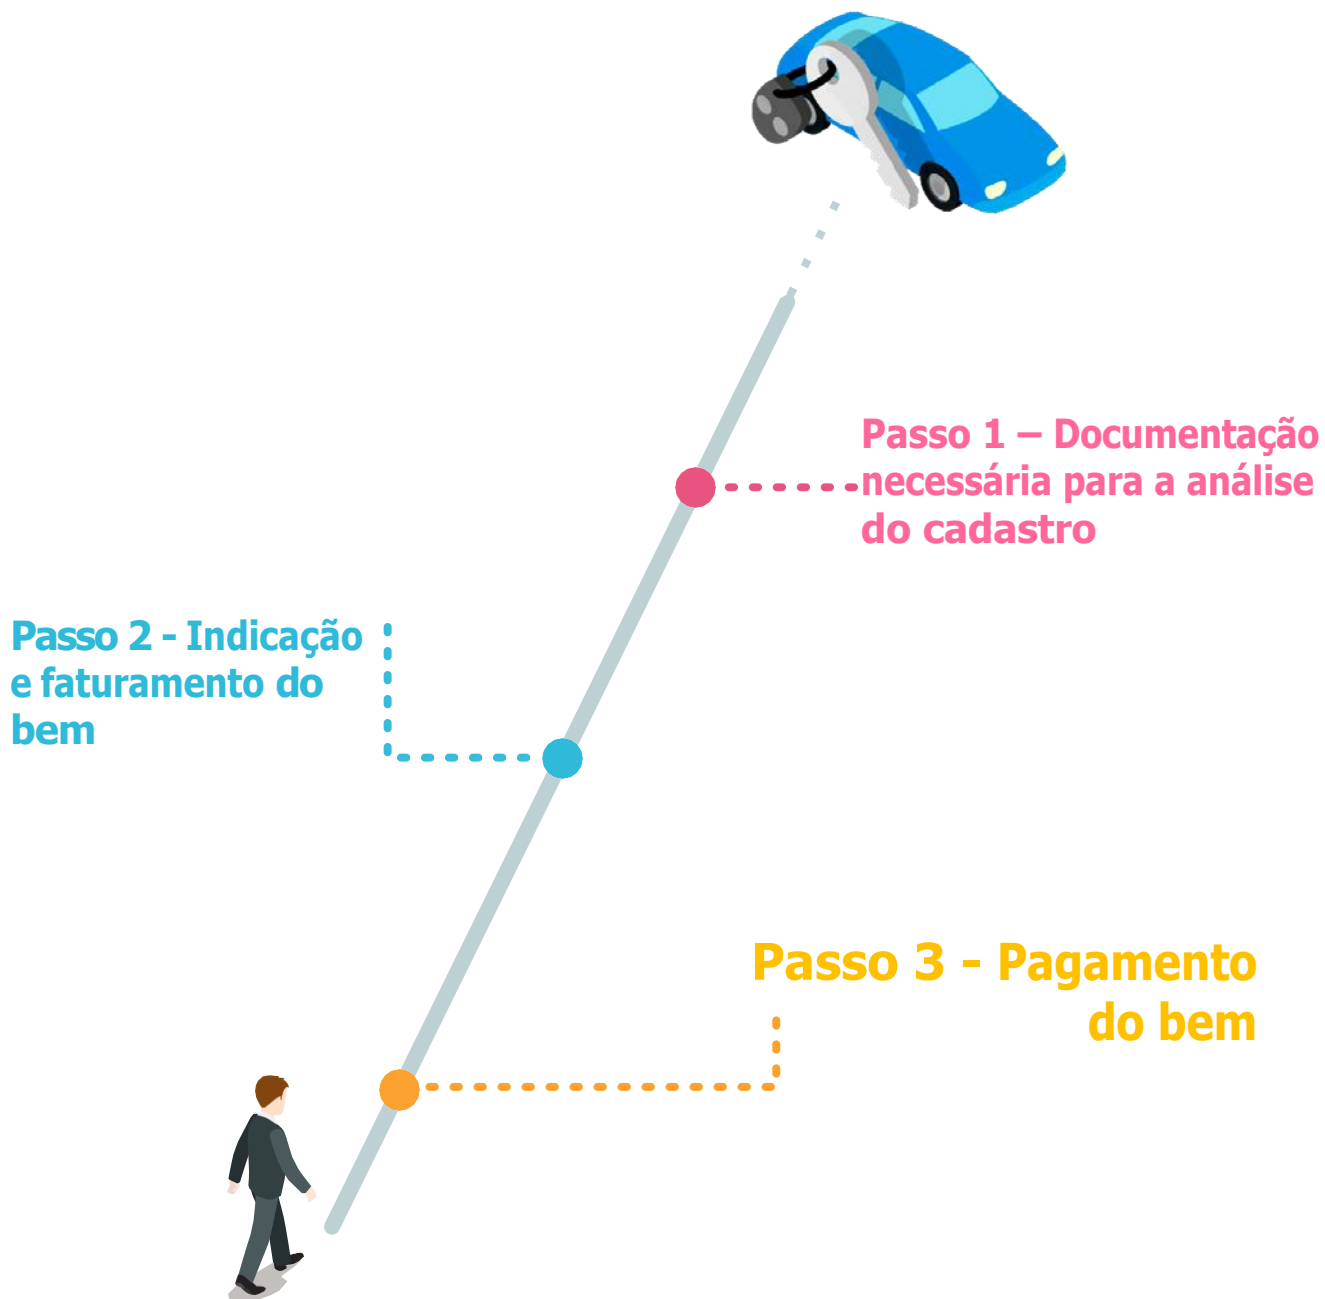 Passo 1 – Documentação
necessária para a análise
do cadastro
Passo 2 - Indicação
e faturamento do
bem
Passo 3 - Pagamento
do bem